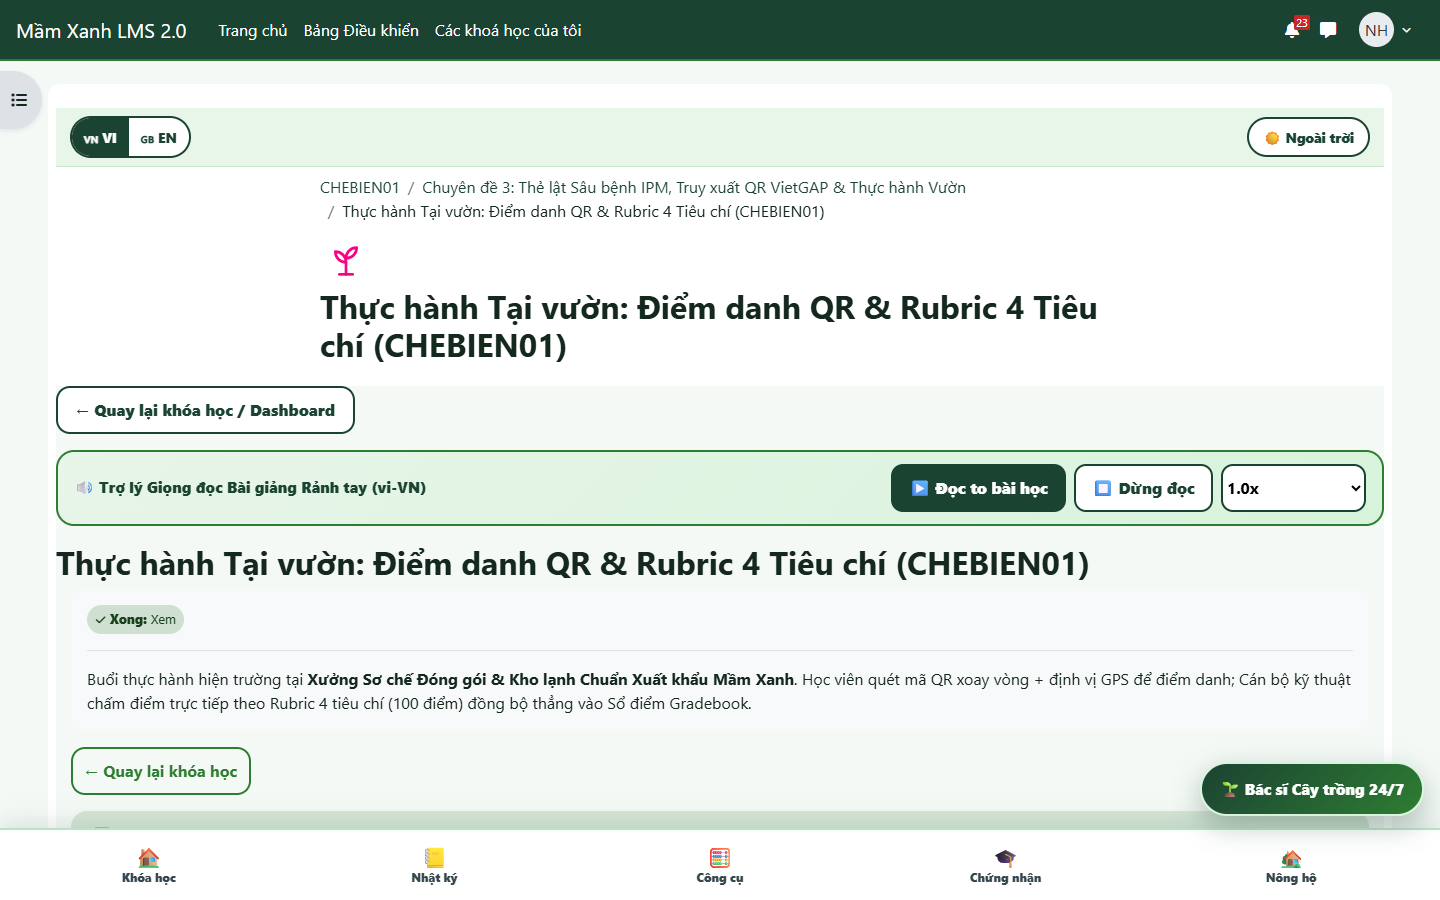 Mầm Xanh LMS 2.0
Trang chủ
Bảng Điều khiển
Các khoá học của tôi
23
NH
VN VI
GB EN
Ngoài trời
CHEBIEN01 / Chuyên đề 3: Thẻ lật Sâu bệnh IPM, Truy xuất QR VietGAP & Thực hành Vườn
/ Thực hành Tại vườn: Điểm danh QR & Rubric 4 Tiêu chí (CHEBIEN01)
Thực hành Tại vườn: Điểm danh QR & Rubric 4 Tiêu
chí (CHEBIEN01)
← Quay lại khóa học / Dashboard
Trợ lý Giọng đọc Bài giảng Rảnh tay (vi-VN)
Đọc to bài học
Dừng đọc
1.0x
Thực hành Tại vườn: Điểm danh QR & Rubric 4 Tiêu chí (CHEBIEN01)
Xong: Xem
Buổi thực hành hiện trường tại Xưởng Sơ chế Đóng gói & Kho lạnh Chuẩn Xuất khẩu Mầm Xanh. Học viên quét mã QR xoay vòng + định vị GPS để điểm danh; Cán bộ kỹ thuật
chấm điểm trực tiếp theo Rubric 4 tiêu chí (100 điểm) đồng bộ thẳng vào Sổ điểm Gradebook.
← Quay lại khóa học
Bác sĩ Cây trồng 24/7
Khóa học
Nhật ký
Công cụ
Chứng nhận
Nông hộ